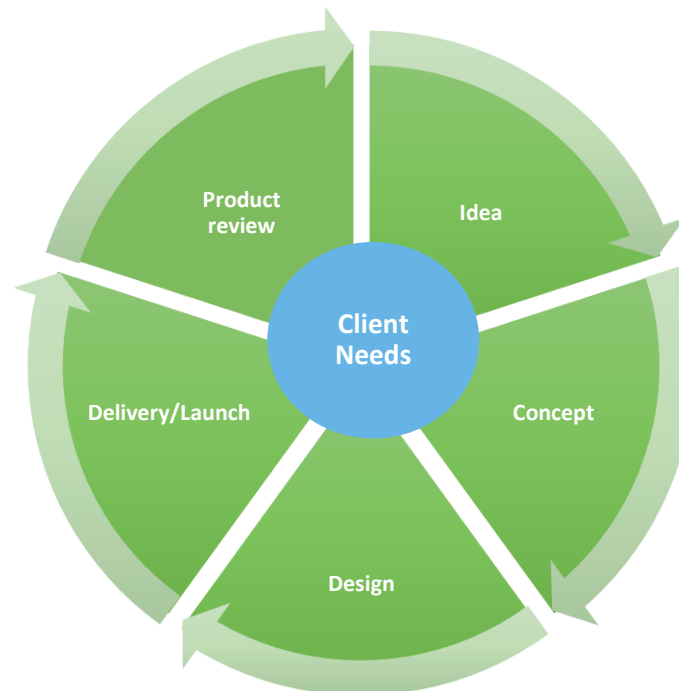 Product
review
Idea
Client
Needs
Delivery/Launch
Concept
Design